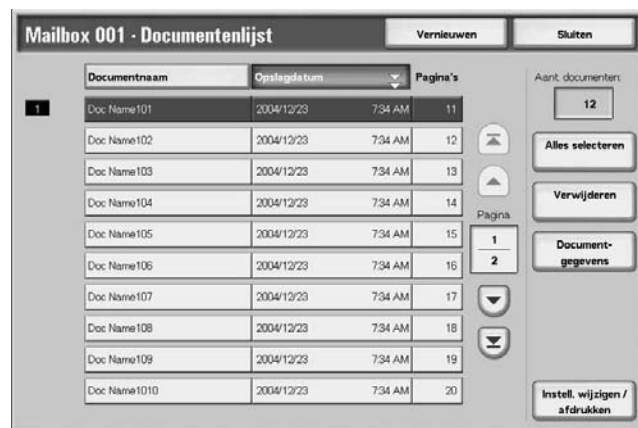 Mailbox 001 - Documentenlijst
Vernieuwen
Sluiten
Documentnaam
Opslagdatum
Pagina's
Aant. documenten:
12
1
Doc Name101 2004/12/23 7:34 AM 11
Doc Name102 2004/12/23 7:34 AM 12
Doc Name103 2004/12/23 7:34 AM 13
Doc Name104 2004/12/23 7:34 AM 14
Doc Name105 2004/12/23 7:34 AM 15
Doc Name106 2004/12/23 7:34 AM 16
Doc Name107 2004/12/23 7:34 AM 17
Doc Name108 2004/12/23 7:34 AM 18
Doc Name109 2004/12/23 7:34 AM 19
Doc Name1010 2004/12/23 7:34 AM 20
Pagina
1
2
Alles selecteren
Verwijderen
Document-
gegevens
Instell. wijzigen /
afdrukken